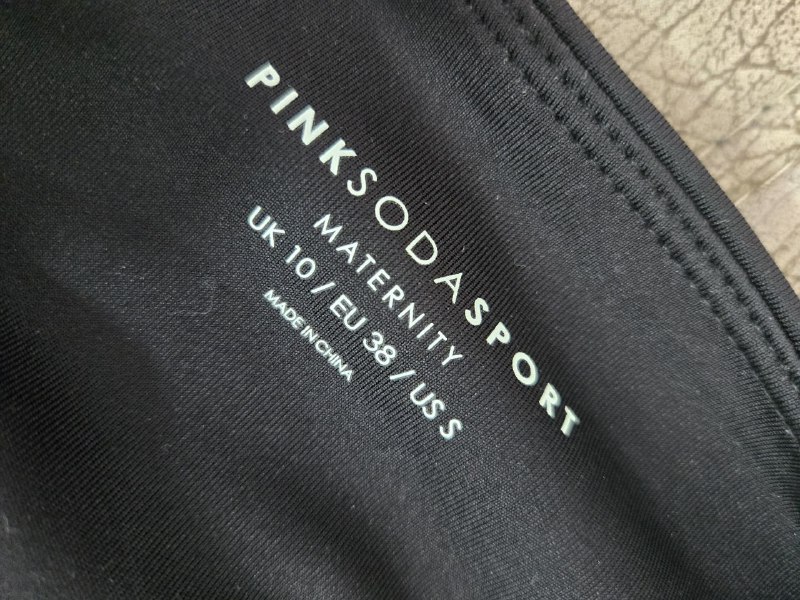 PINKSODASPORT
MATERNITY
UK 10 / EU 38 / US S
MADE IN CHINA